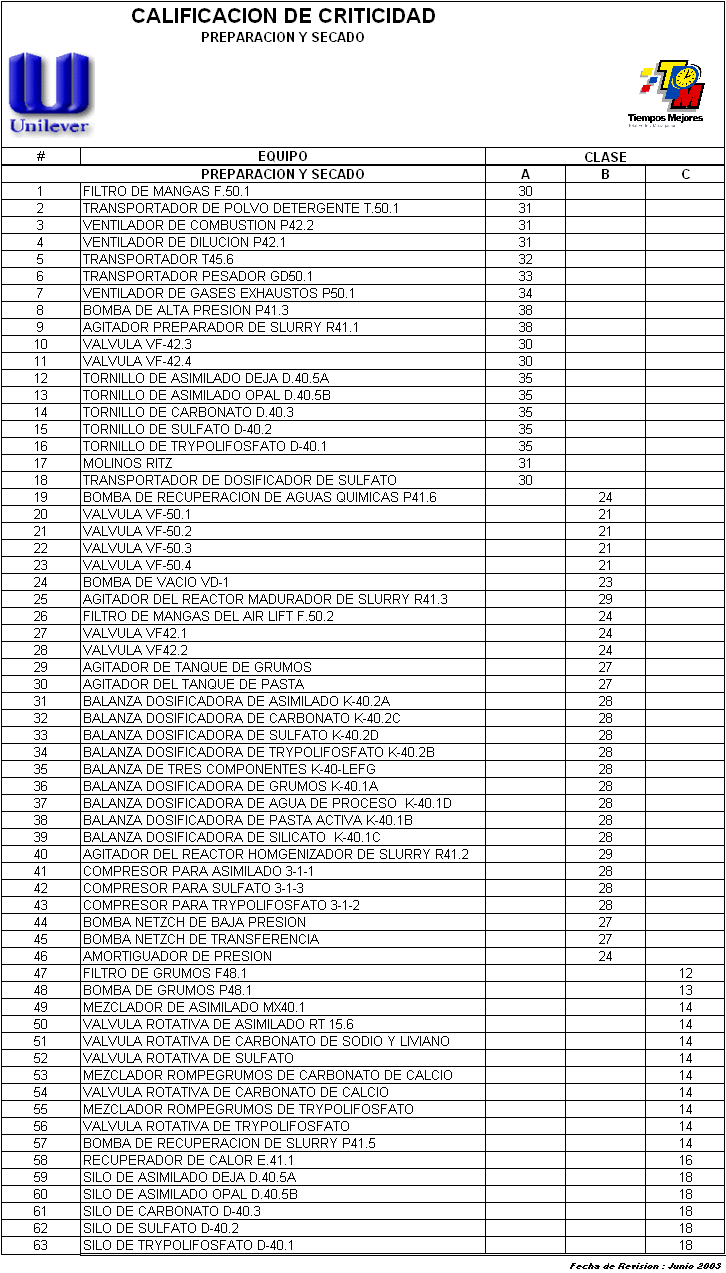 CALIFICACION DE CRITICIDAD
PREPARACION Y SECADO
Unilever
TOM
Tiempos Mejores
# EQUIPO CLASE
PREPARACION Y SECADO A B C
1 FILTRO DE MANGAS F.50.1 30
2 TRANSPORTADOR DE POLVO DETERGENTE T.50.1 31
3 VENTILADOR DE COMBUSTION P42.2 31
4 VENTILADOR DE DILUCION P42.1 31
5 TRANSPORTADOR T45.6 32
6 TRANSPORTADOR PESADOR GD50.1 33
7 VENTILADOR DE GASES EXHAUSTOS P50.1 34
8 BOMBA DE ALTA PRESION P41.3 38
9 AGITADOR PREPARADOR DE SLURRY R41.1 38
10 VALVULA VF-42.3 30
11 VALVULA VF-42.4 30
12 TORNILLO DE ASIMILADO DEJA D.40.5A 35
13 TORNILLO DE ASIMILADO OPAL D.40.5B 35
14 TORNILLO DE CARBONATO D.40.3 35
15 TORNILLO DE SULFATO D-40.2 35
16 TORNILLO DE TRYPOLIFOSFATO D-40.1 35
17 MOLINOS RITZ 31
18 TRANSPORTADOR DE DOSIFICADOR DE SULFATO 30
19 BOMBA DE RECUPERACION DE AGUAS QUIMICAS P41.6 24
20 VALVULA VF-50.1 21
21 VALVULA VF-50.2 21
22 VALVULA VF-50.3 21
23 VALVULA VF-50.4 21
24 BOMBA DE VACIO VD-1 23
25 AGITADOR DEL REACTOR MADURADOR DE SLURRY R41.3 29
26 FILTRO DE MANGAS DEL AIR LIFT F.50.2 24
27 VALVULA VF42.1 24
28 VALVULA VF42.2 24
29 AGITADOR DE TANQUE DE GRUMOS 27
30 AGITADOR DEL TANQUE DE PASTA 27
31 BALANZA DOSIFICADORA DE ASIMILADO K-40.2A 28
32 BALANZA DOSIFICADORA DE CARBONATO K-40.2C 28
33 BALANZA DOSIFICADORA DE SULFATO K-40.2D 28
34 BALANZA DOSIFICADORA DE TRYPOLIFOSFATO K-40.2B 28
35 BALANZA DE TRES COMPONENTES K-40-LEFG 28
36 BALANZA DOSIFICADORA DE GRUMOS K-40.1A 28
37 BALANZA DOSIFICADORA DE AGUA DE PROCESO K-40.1D 28
38 BALANZA DOSIFICADORA DE PASTA ACTIVA K-40.1B 28
39 BALANZA DOSIFICADORA DE SILICATO K-40.1C 28
40 AGITADOR DEL REACTOR HOMGENIZADOR DE SLURRY R41.2 29
41 COMPRESOR PARA ASIMILADO 3-1-1 28
42 COMPRESOR PARA SULFATO 3-1-3 28
43 COMPRESOR PARA TRYPOLIFOSFATO 3-1-2 28
44 BOMBA NETZCH DE BAJA PRESION 27
45 BOMBA NETZCH DE TRANSFERENCIA 27
46 AMORTIGUADOR DE PRESION 24
47 FILTRO DE GRUMOS F48.1 12
48 BOMBA DE GRUMOS P48.1 13
49 MEZCLADOR DE ASIMILADO MX40.1 14
50 VALVULA ROTATIVA DE ASIMILADO RT 15.6 14
51 VALVULA ROTATIVA DE CARBONATO DE SODIO Y LIVIANO 14
52 VALVULA ROTATIVA DE SULFATO 14
53 MEZCLADOR ROMPEGRUMOS DE CARBONATO DE CALCIO 14
54 VALVULA ROTATIVA DE CARBONATO DE CALCIO 14
55 MEZCLADOR ROMPEGRUMOS DE TRYPOLIFOSFATO 14
56 VALVULA ROTATIVA DE TRYPOLIFOSFATO 14
57 BOMBA DE RECUPERACION DE SLURRY P41.5 14
58 RECUPERADOR DE CALOR E.41.1 16
59 SILO DE ASIMILADO DEJA D.40.5A 18
60 SILO DE ASIMILADO OPAL D.40.5B 18
61 SILO DE CARBONATO D-40.3 18
62 SILO DE SULFATO D-40.2 18
63 SILO DE TRYPOLIFOSFATO D-40.1 18
Fecha de Revision : Junio 2003